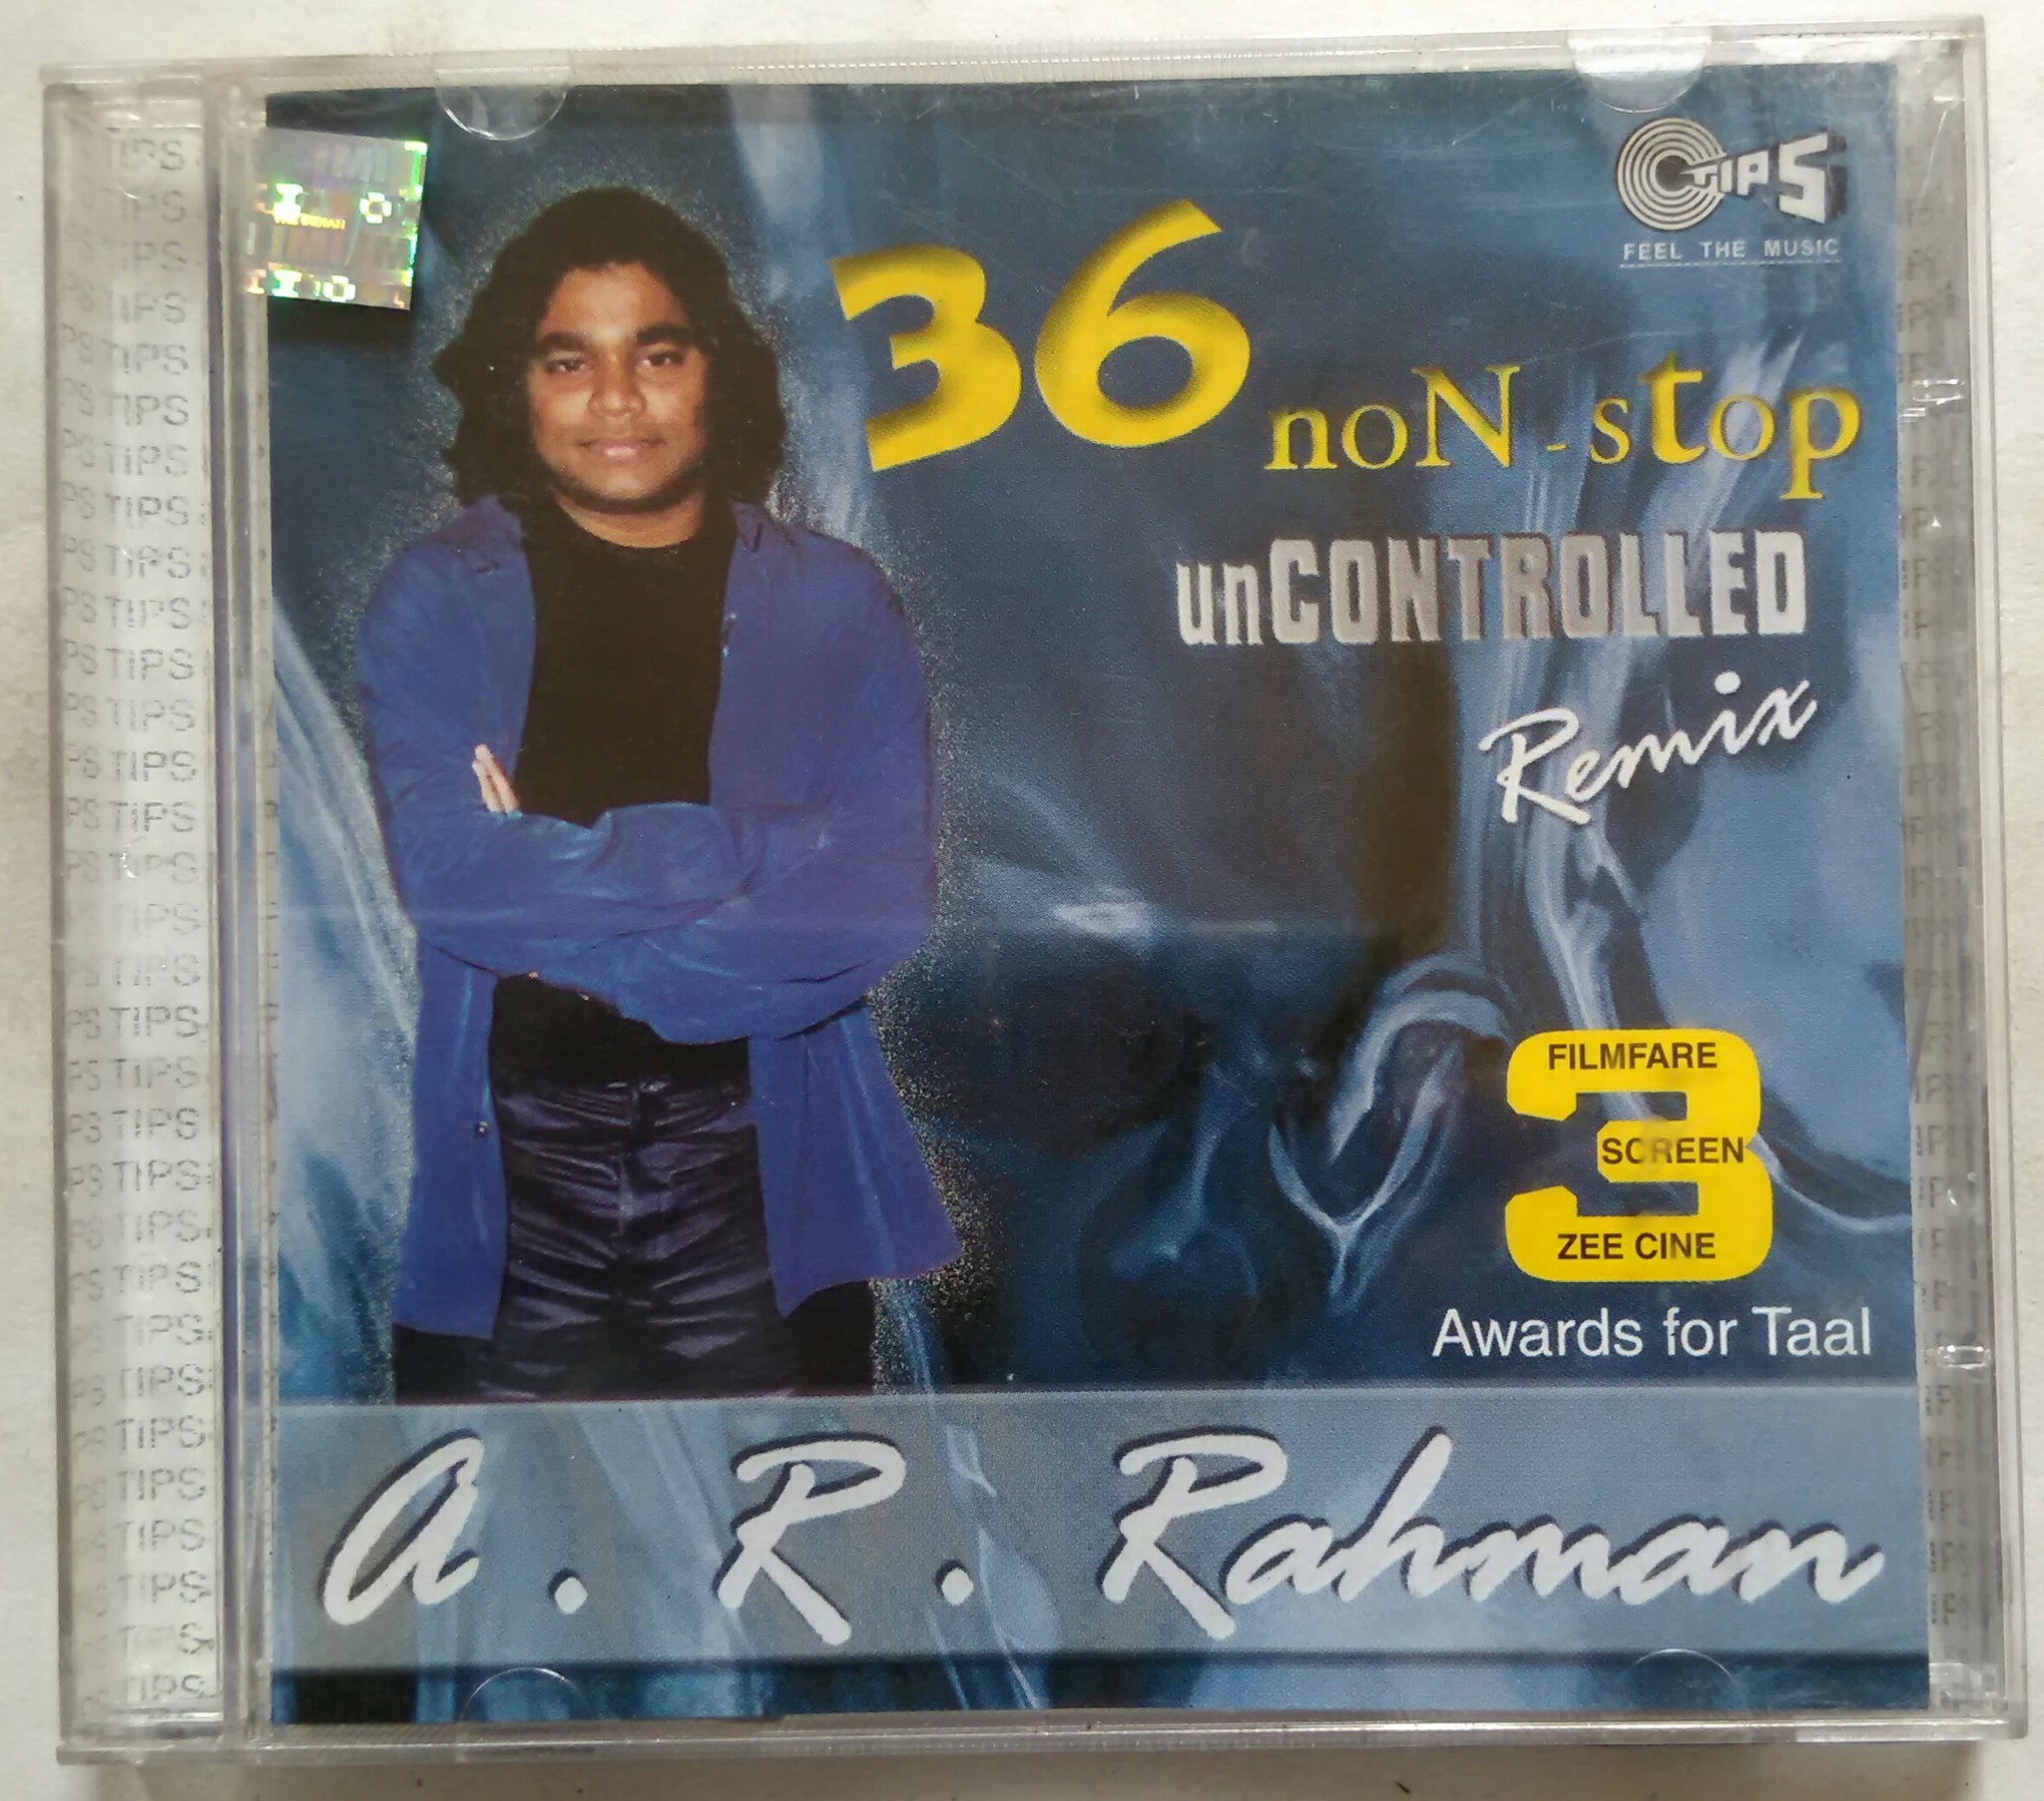 TIPS
FEEL THE MUSIC
36 noN-stop
unCONTROLLED
Remix
FILMFARE
3
SCREEN
ZEE CINE
Awards for Taal
A. R. Rahman